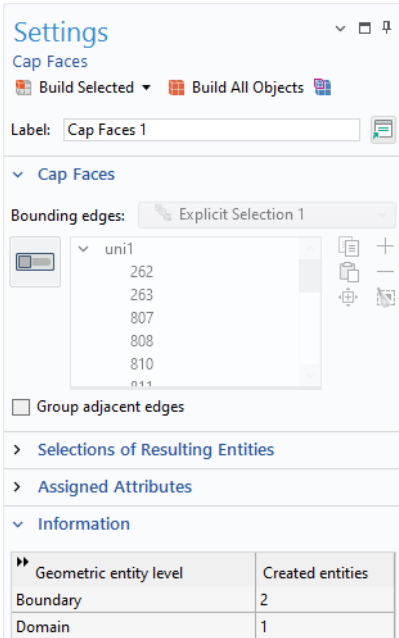 Settings
Cap Faces
Build Selected Build All Objects
Label: Cap Faces 1
Cap Faces
Bounding edges: Explicit Selection 1
uni1
262
263
807
808
810
811
Group adjacent edges
Selections of Resulting Entities
Assigned Attributes
Information
Geometric entity level Created entities
Boundary 2
Domain 1